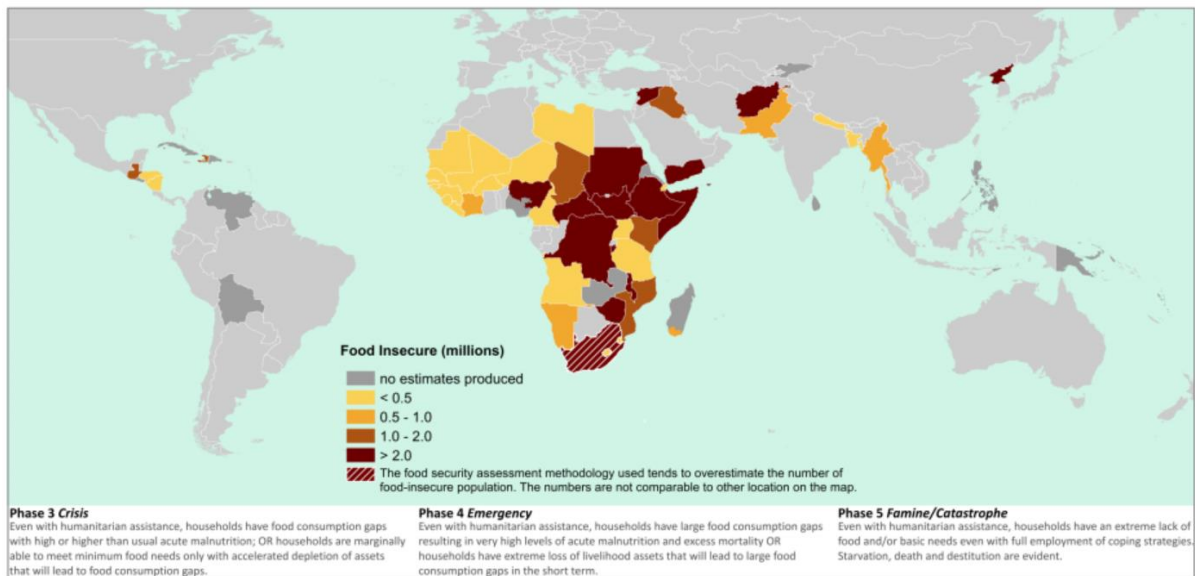 Food Insecure (millions)
no estimates produced
< 0.5
0.5 - 1.0
1.0 - 2.0
> 2.0
The food security assessment methodology used tends to overestimate the number of
food-insecure population. The numbers are not comparable to other location on the map.
Phase 3 Crisis
Even with humanitarian assistance, households have food consumption gaps
with high or higher than usual acute malnutrition; OR households are marginally
able to meet minimum food needs only with accelerated depletion of assets
that will lead to food consumption gaps.
Phase 4 Emergency
Even with humanitarian assistance, households have large food consumption gaps
resulting in very high levels of acute malnutrition and excess mortality OR
households have extreme loss of livelihood assets that will lead to large food
consumption gaps in the short term.
Phase 5 Famine/Catastrophe
Even with humanitarian assistance, households have an extreme lack of
food and/or basic needs even with full employment of coping strategies.
Starvation, death and destitution are evident.